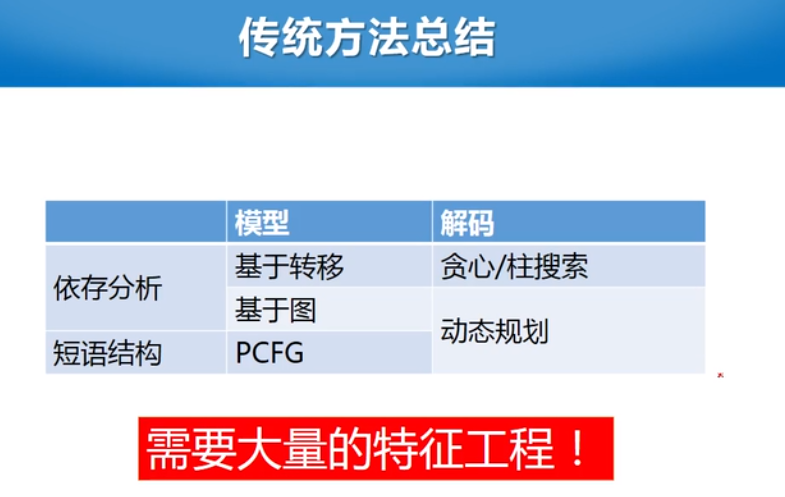 传统方法总结
模型 解码
依存分析 基于转移 贪心/柱搜索
基于图 动态规划
短语结构 PCFG
需要大量的特征工程！